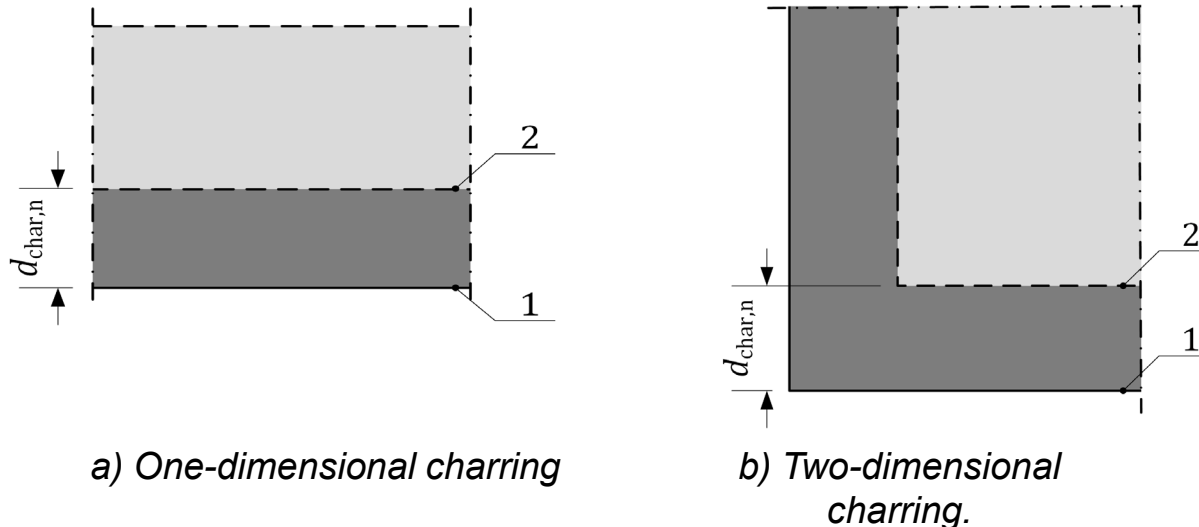 2
d_char,n
1
a) One-dimensional charring
2
d_char,n
1
b) Two-dimensional
charring.